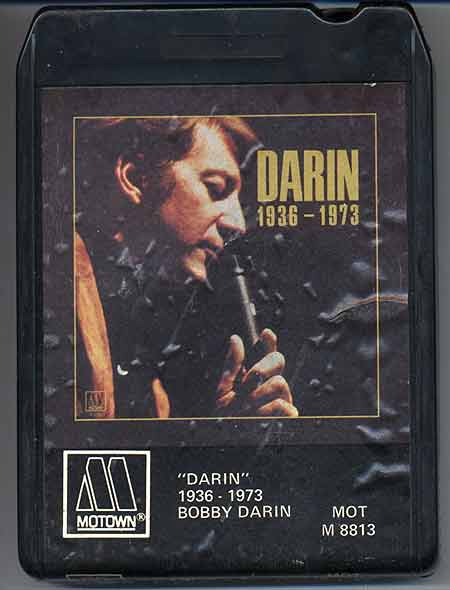 DARIN
1936 – 1973
MOTOWN®
"DARIN"
1936 - 1973
BOBBY DARIN
MOT
M 8813